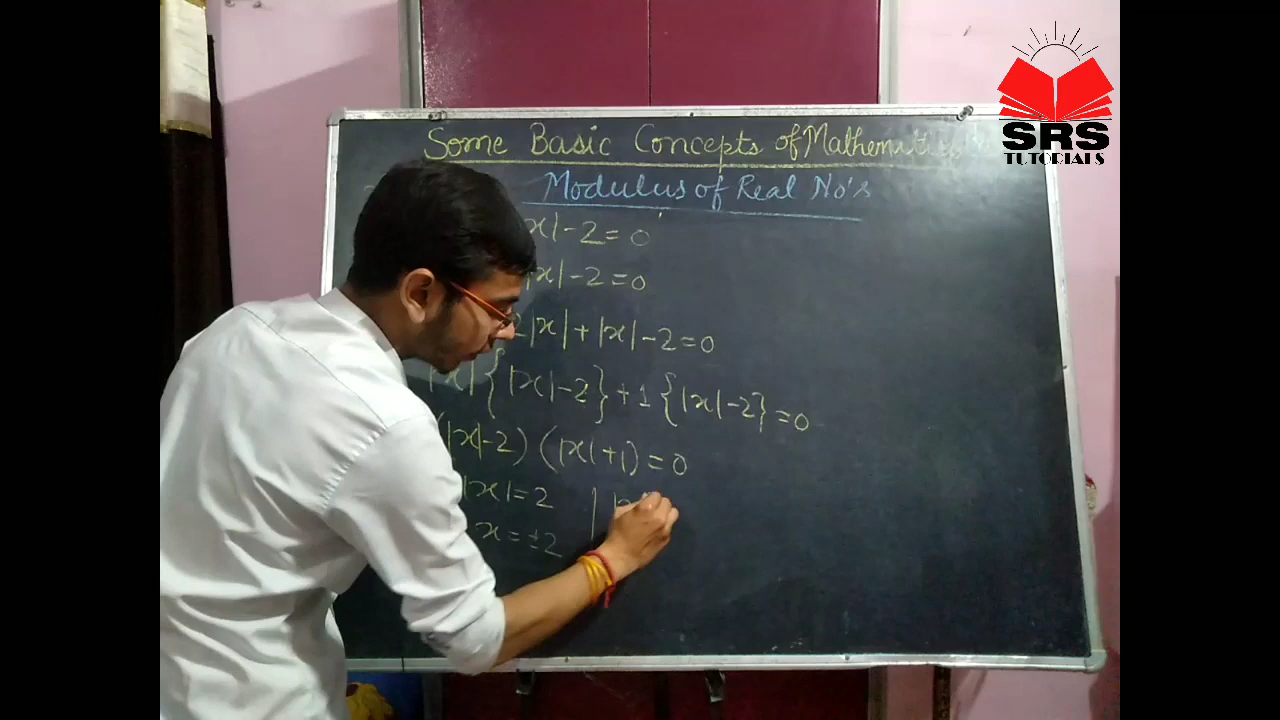 SRS
TUTORIALS
Some Basic Concepts of Mathematics
Modulus of Real No's
x|-2=0
|x|-2=0
2|x|+|x|-2=0
|x|{|x|-2}+1{|x|-2}=0
(|x|-2)(|x|+1)=0
|x|=2
x=±2